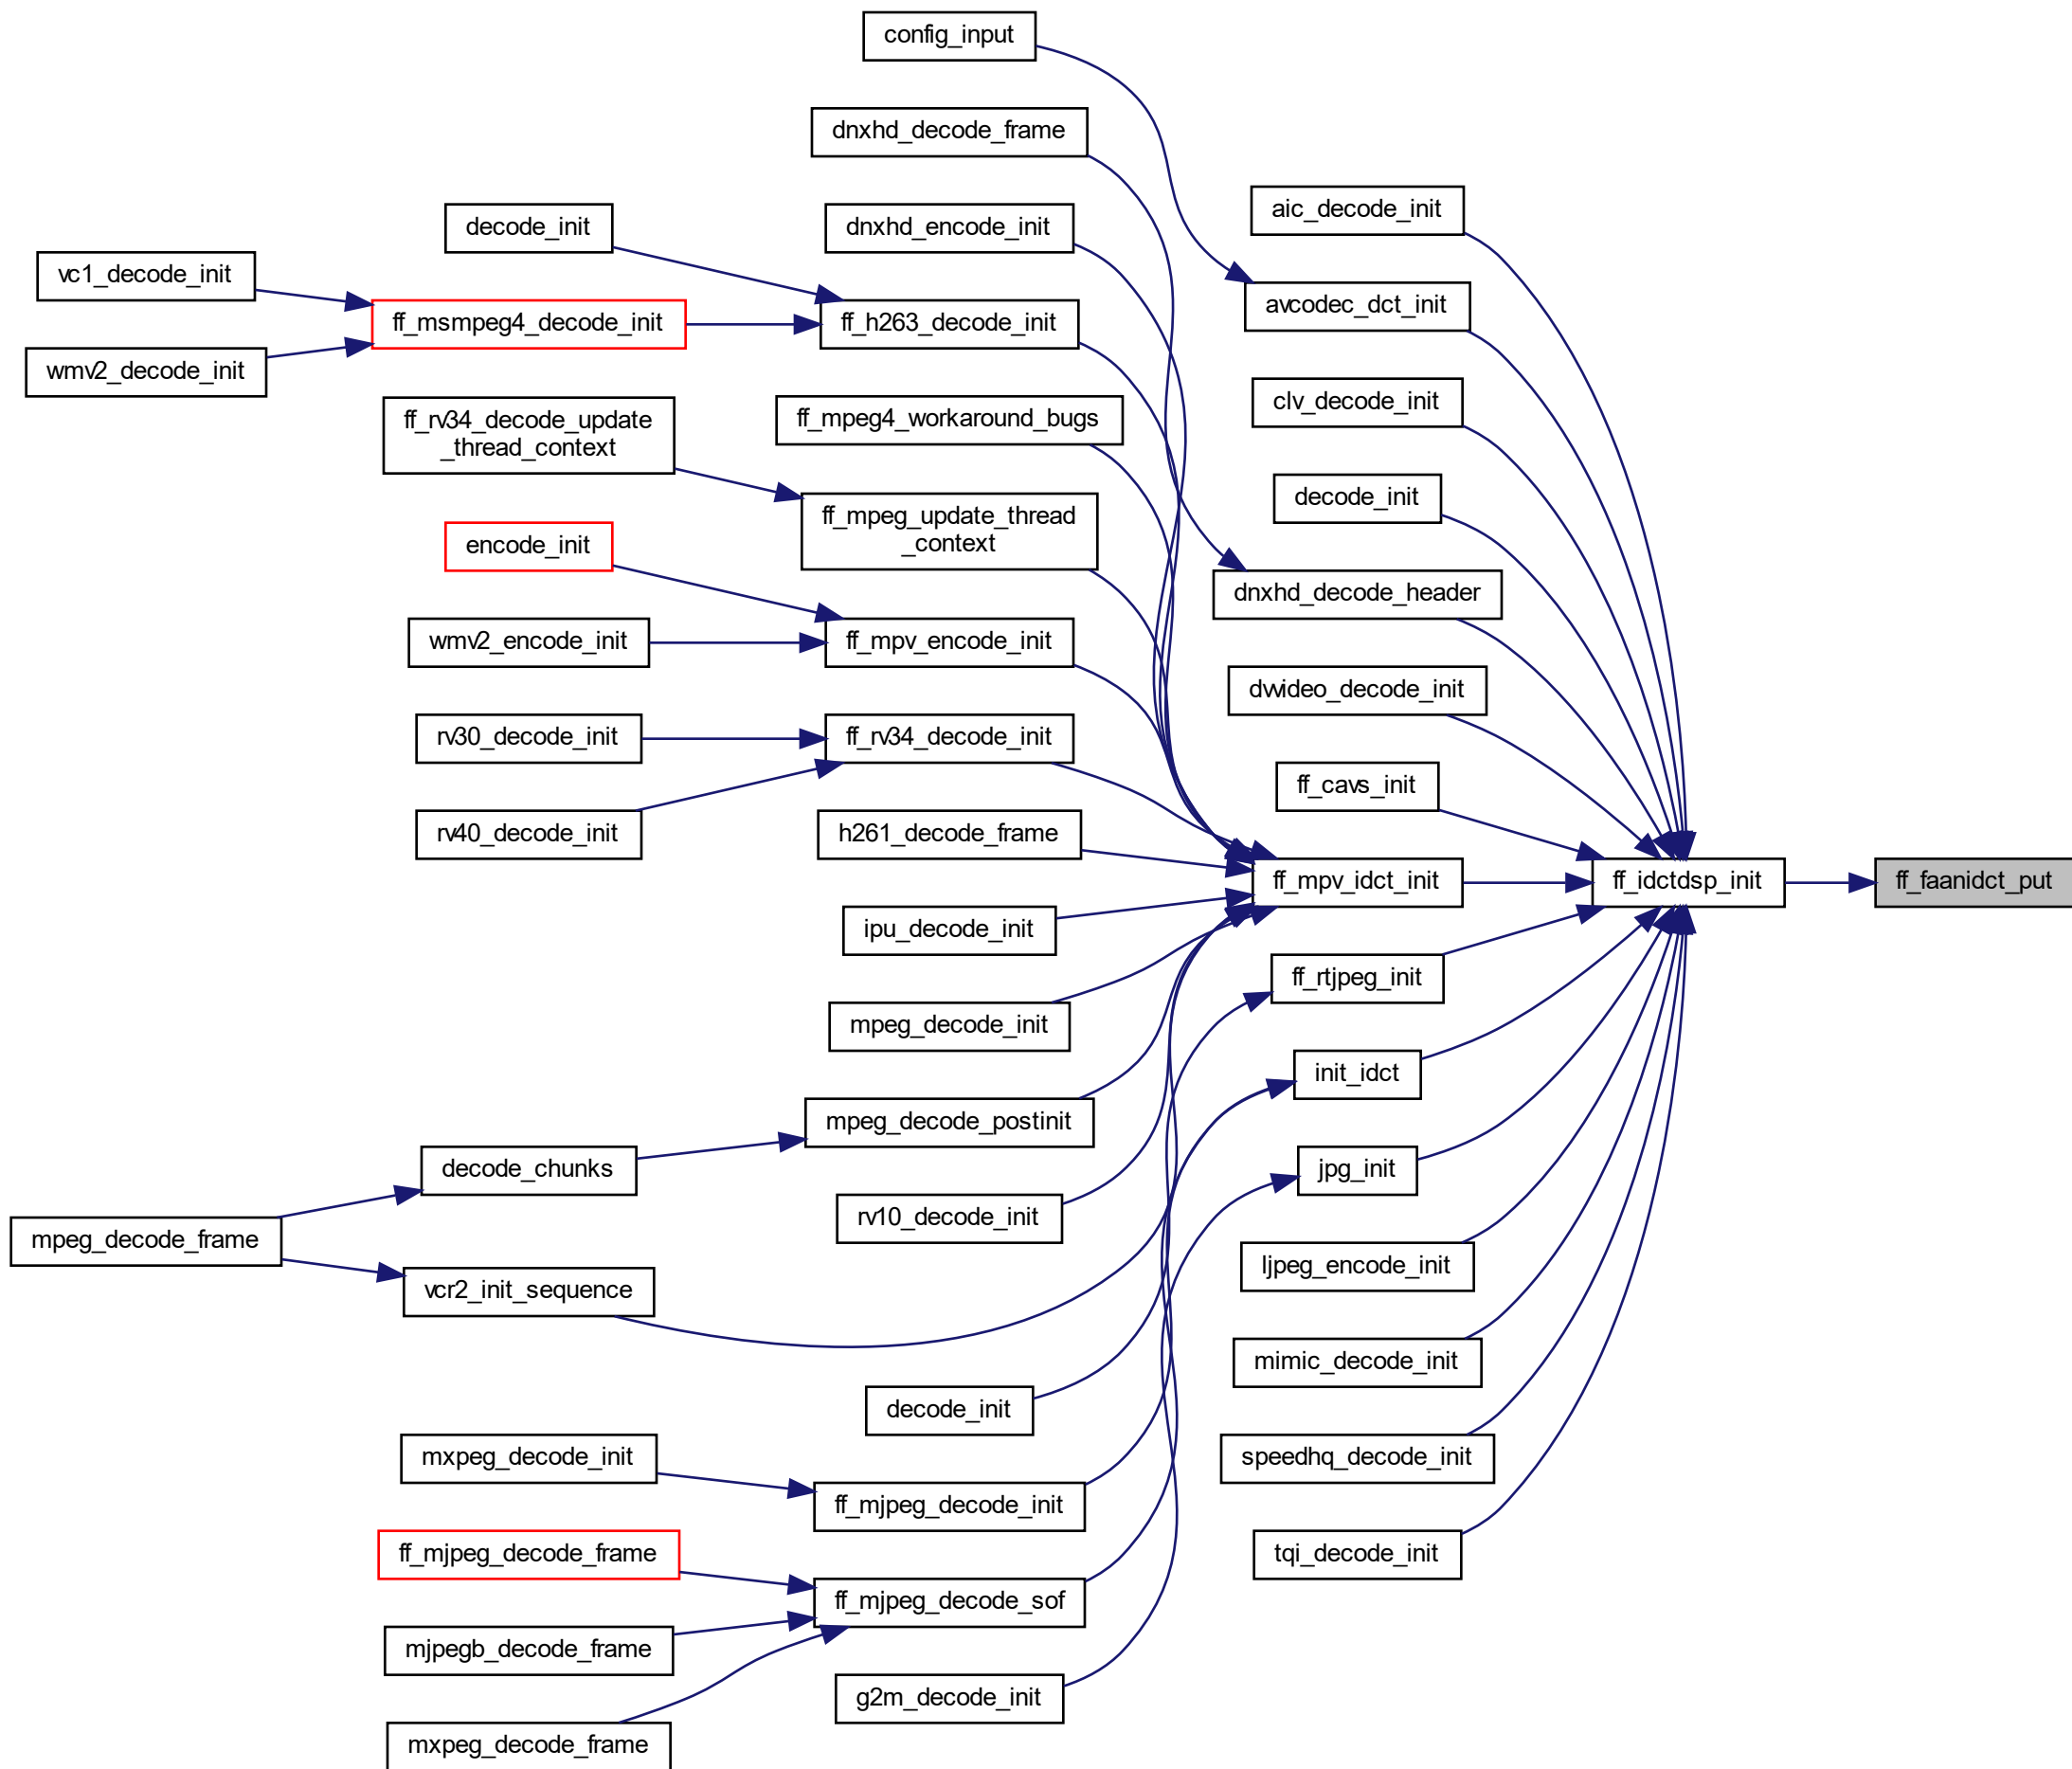 config_input
dnxhd_decode_frame
aic_decode_init
decode_init
dnxhd_encode_init
vc1_decode_init
avcodec_dct_init
ff_msmpeg4_decode_init
ff_h263_decode_init
wmv2_decode_init
clv_decode_init
ff_rv34_decode_update
_thread_context
ff_mpeg4_workaround_bugs
decode_init
ff_mpeg_update_thread
_context
encode_init
dnxhd_decode_header
wmv2_encode_init
ff_mpv_encode_init
dwideo_decode_init
rv30_decode_init
ff_rv34_decode_init
ff_cavs_init
rv40_decode_init
h261_decode_frame
ff_mpv_idct_init
ff_idctdsp_init
ff_faanidct_put
ipu_decode_init
ff_rtjpeg_init
mpeg_decode_init
init_idct
mpeg_decode_postinit
decode_chunks
jpg_init
rv10_decode_init
mpeg_decode_frame
ljpeg_encode_init
vcr2_init_sequence
mimic_decode_init
decode_init
mxpeg_decode_init
speedhq_decode_init
ff_mjpeg_decode_init
ff_mjpeg_decode_frame
tqi_decode_init
ff_mjpeg_decode_sof
mjpegb_decode_frame
g2m_decode_init
mxpeg_decode_frame